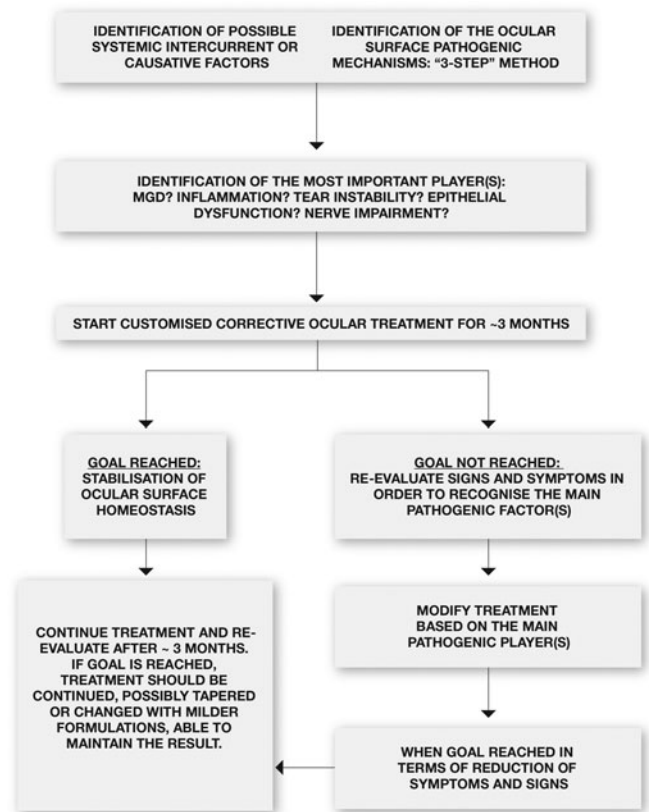 IDENTIFICATION OF POSSIBLE
SYSTEMIC INTERCURRENT OR
CAUSATIVE FACTORS
IDENTIFICATION OF THE OCULAR
SURFACE PATHOGENIC
MECHANISMS: “3-STEP” METHOD
IDENTIFICATION OF THE MOST IMPORTANT PLAYER(S):
MGD? INFLAMMATION? TEAR INSTABILITY? EPITHELIAL
DYSFUNCTION? NERVE IMPAIRMENT?
START CUSTOMISED CORRECTIVE OCULAR TREATMENT FOR ~3 MONTHS
GOAL REACHED:
STABILISATION OF
OCULAR SURFACE
HOMEOSTASIS
GOAL NOT REACHED:
RE-EVALUATE SIGNS AND SYMPTOMS IN
ORDER TO RECOGNISE THE MAIN
PATHOGENIC FACTOR(S)
CONTINUE TREATMENT AND RE-
EVALUATE AFTER ~ 3 MONTHS.
IF GOAL IS REACHED,
TREATMENT SHOULD BE
CONTINUED, POSSIBLY TAPERED
OR CHANGED WITH MILDER
FORMULATIONS, ABLE TO
MAINTAIN THE RESULT.
MODIFY TREATMENT
BASED ON THE MAIN
PATHOGENIC PLAYER(S)
WHEN GOAL REACHED IN
TERMS OF REDUCTION OF
SYMPTOMS AND SIGNS